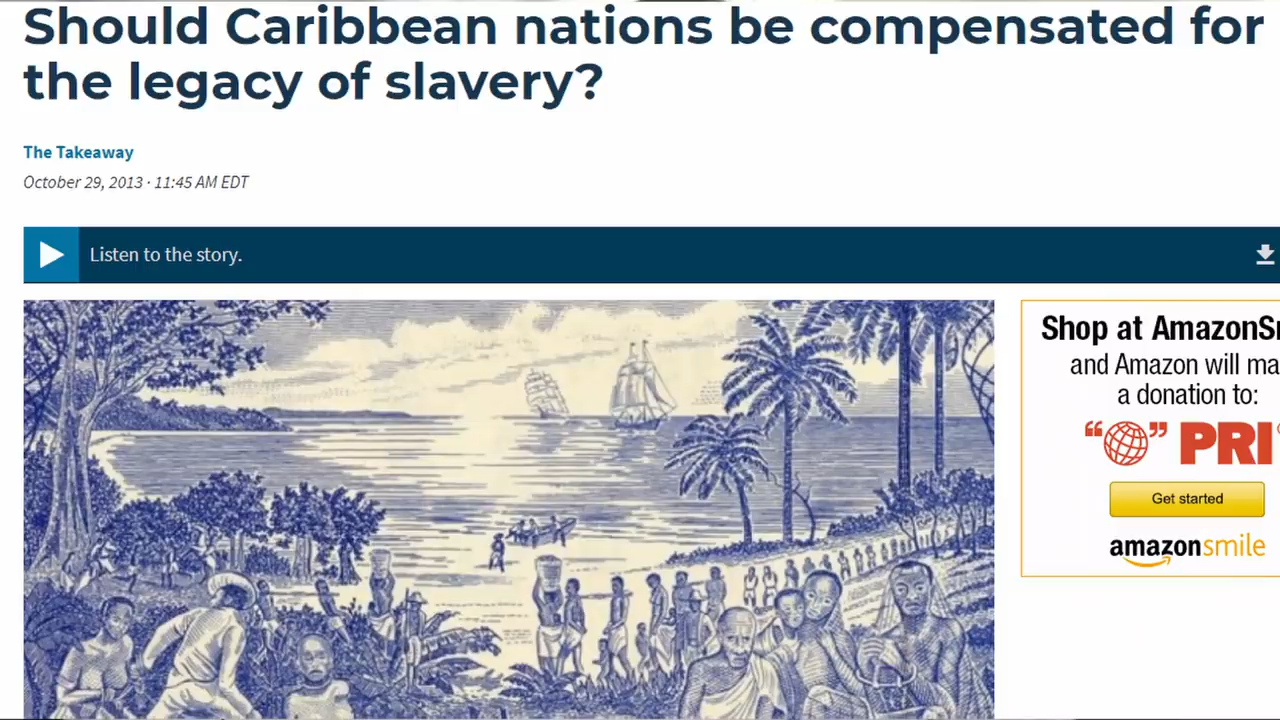 Should Caribbean nations be compensated for
the legacy of slavery?
The Takeaway
October 29, 2013 · 11:45 AM EDT
Listen to the story.
Shop at AmazonS
and Amazon will ma
a donation to:
“ ” PRI
Get started
amazonsmile